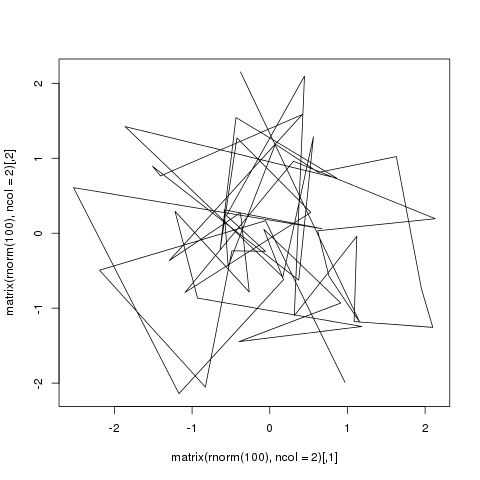 matrix(rnorm(100), ncol = 2)[,2]
2
1
0
-1
-2
-2 -1 0 1 2
matrix(rnorm(100), ncol = 2)[,1]